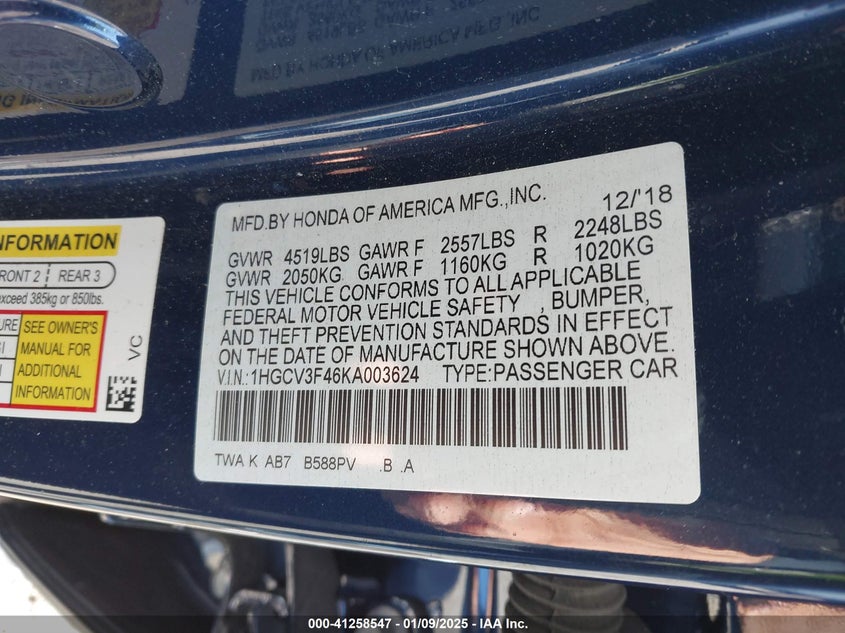 MFD.BY HONDA OF AMERICA MFG.,INC. 12/'18
GVWR 4519LBS GAWR F 2557LBS R 2248LBS
GVWR 2050KG GAWR F 1160KG R 1020KG
THIS VEHICLE CONFORMS TO ALL APPLICABLE
FEDERAL MOTOR VEHICLE SAFETY , BUMPER,
AND THEFT PREVENTION STANDARDS IN EFFECT
ON THE DATE OF MANUFACTURE SHOWN ABOVE.
V.I.N.:1HGCV3F46KA003624 TYPE:PASSENGER CAR
TWA K AB7 B588PV .B .A
INFORMATION
FRONT 2 REAR 3
exceed 385kg or 850lbs.
SEE OWNER'S
MANUAL FOR
ADDITIONAL
INFORMATION
VC
000-41258547 - 01/09/2025 - IAA Inc.